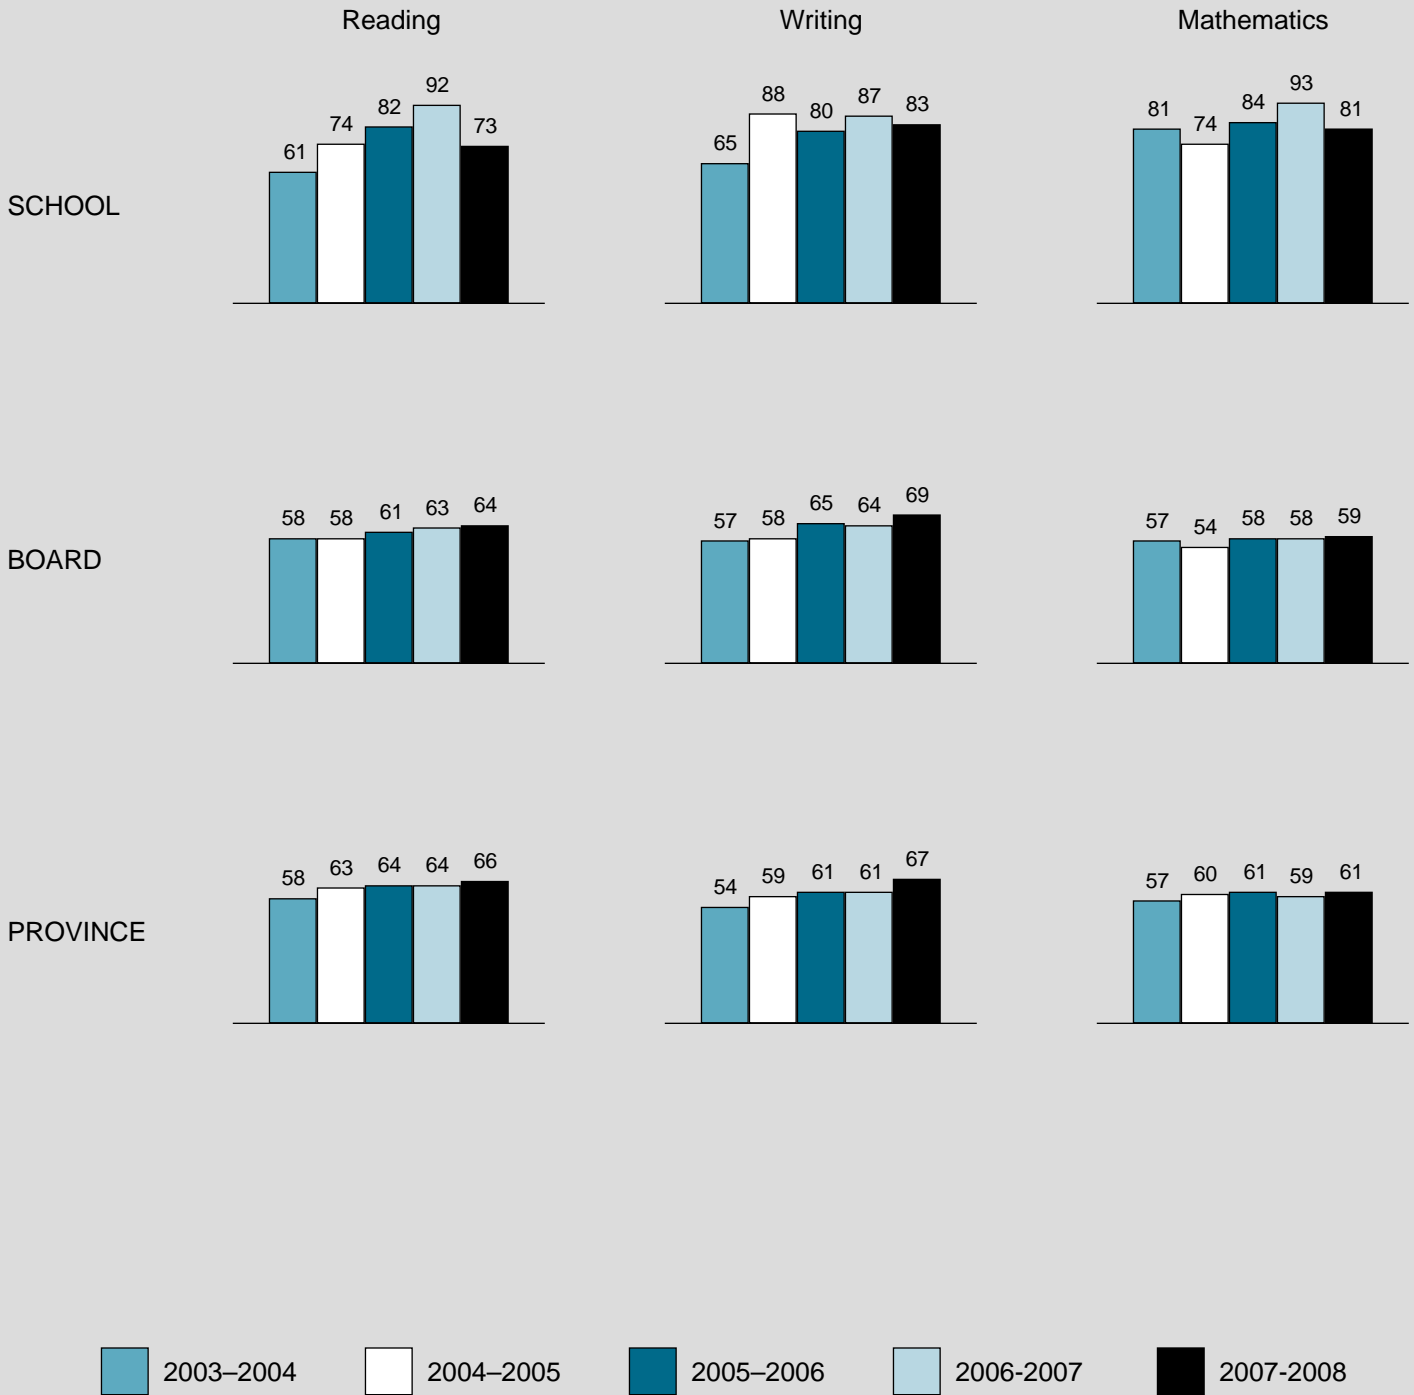 Reading Writing Mathematics
SCHOOL
61 74 82 92 73
65 88 80 87 83
81 74 84 93 81
BOARD
58 58 61 63 64
57 58 65 64 69
57 54 58 58 59
PROVINCE
58 63 64 64 66
54 59 61 61 67
57 60 61 59 61
2003–2004 2004–2005 2005–2006 2006-2007 2007-2008